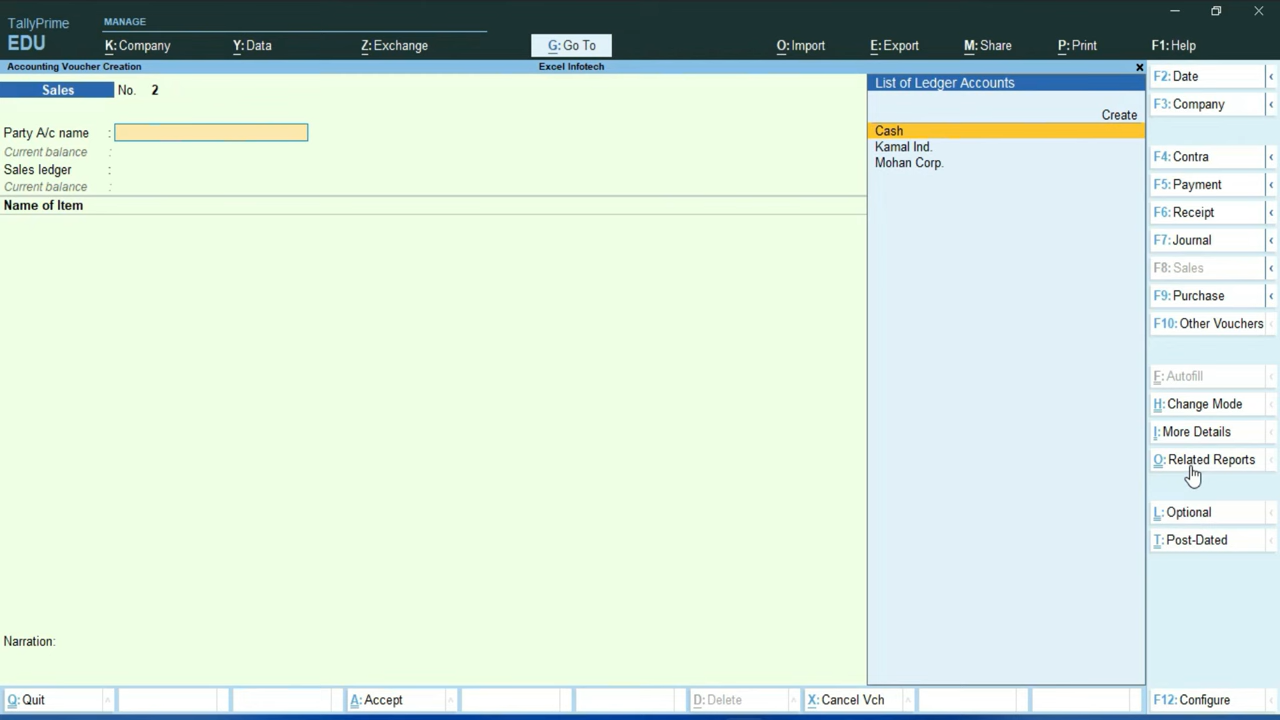 TallyPrime
EDU
MANAGE
K: Company
Y: Data
Z: Exchange
G: Go To
O: Import
E: Export
M: Share
P: Print
F1: Help
Accounting Voucher Creation
Excel Infotech
Sales
No. 2
Party A/c name :
Current balance :
Sales ledger :
Current balance :
Name of Item
Narration:
List of Ledger Accounts
Create
Cash
Kamal Ind.
Mohan Corp.
F2: Date
F3: Company
F4: Contra
F5: Payment
F6: Receipt
F7: Journal
F8: Sales
F9: Purchase
F10: Other Vouchers
F: Autofill
H: Change Mode
I: More Details
O: Related Reports
L: Optional
T: Post-Dated
Q: Quit
A: Accept
D: Delete
X: Cancel Vch
F12: Configure